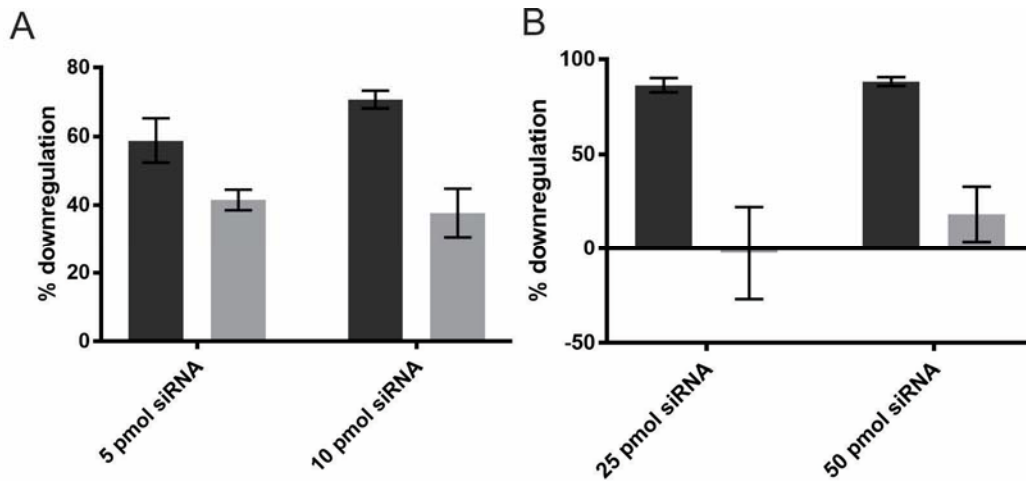 A
% downregulation
80
60
40
20
0
5 pmol siRNA
10 pmol siRNA
B
% downregulation
100
50
0
-50
25 pmol siRNA
50 pmol siRNA